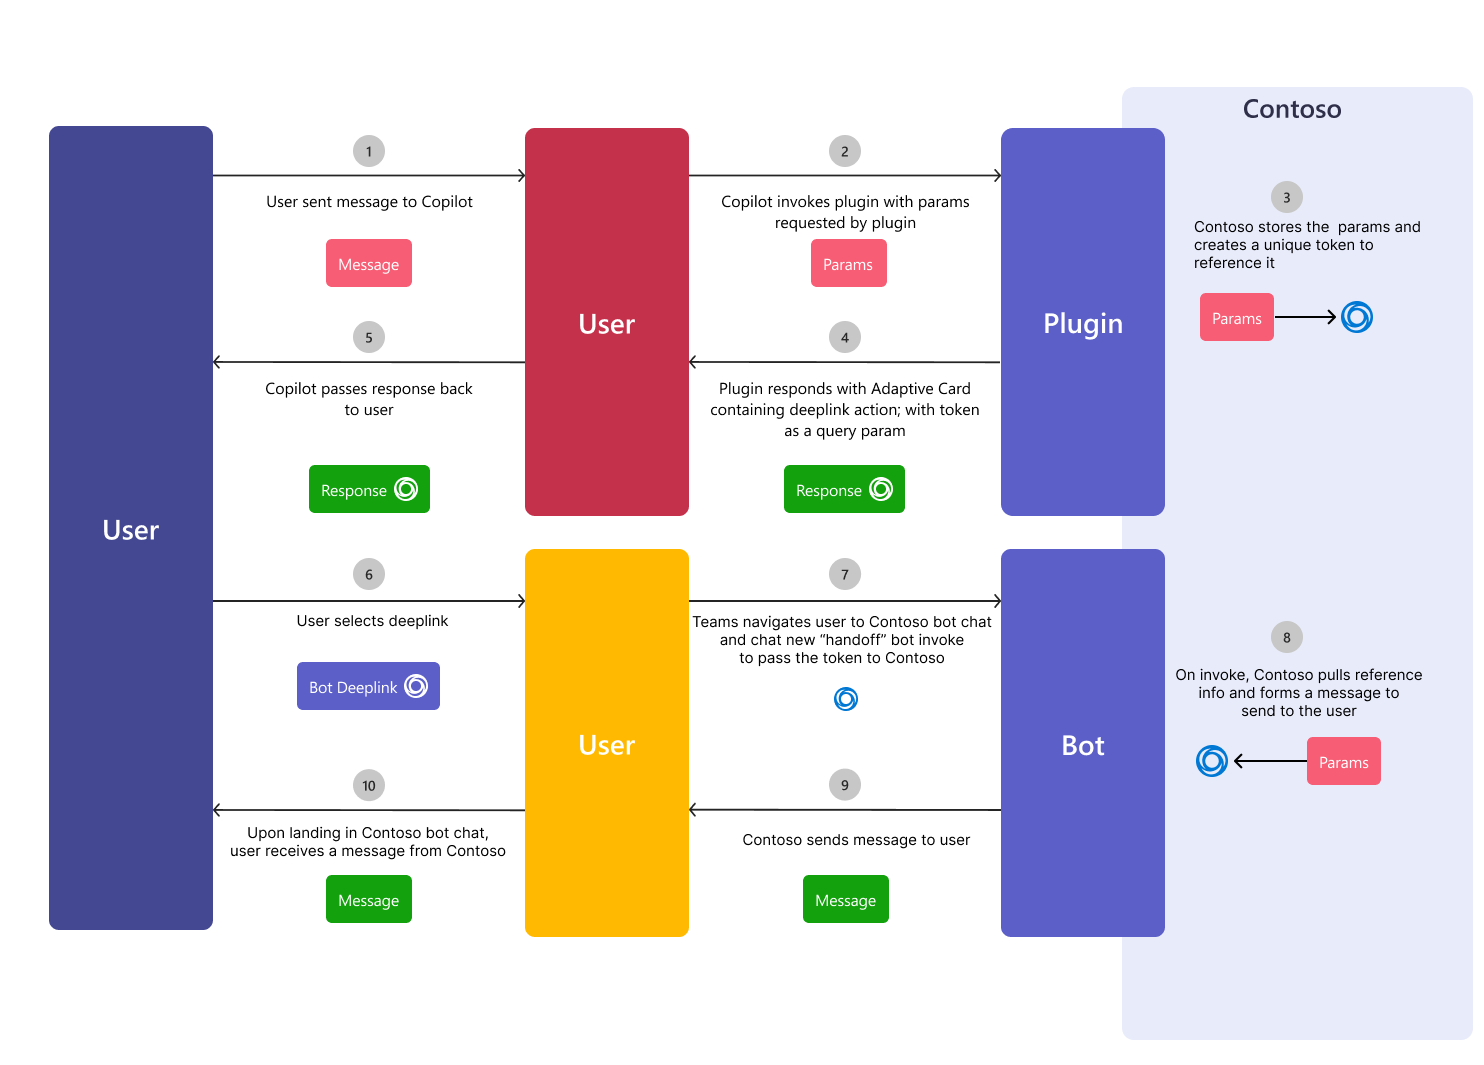 Contoso
1
User sent message to Copilot
Message
2
Copilot invokes plugin with params
requested by plugin
Params
3
Contoso stores the  params and
creates a unique token to
reference it
Params
User
User
Plugin
5
Copilot passes response back
to user
Response
4
Plugin responds with Adaptive Card
containing deeplink action; with token
as a query param
Response
User
6
User selects deeplink
Bot Deeplink
7
Teams navigates user to Contoso bot chat
and chat new “handoff” bot invoke
to pass the token to Contoso
8
On invoke, Contoso pulls reference
info and forms a message to
send to the user
Params
Bot
10
Upon landing in Contoso bot chat,
user receives a message from Contoso
Message
9
Contoso sends message to user
Message